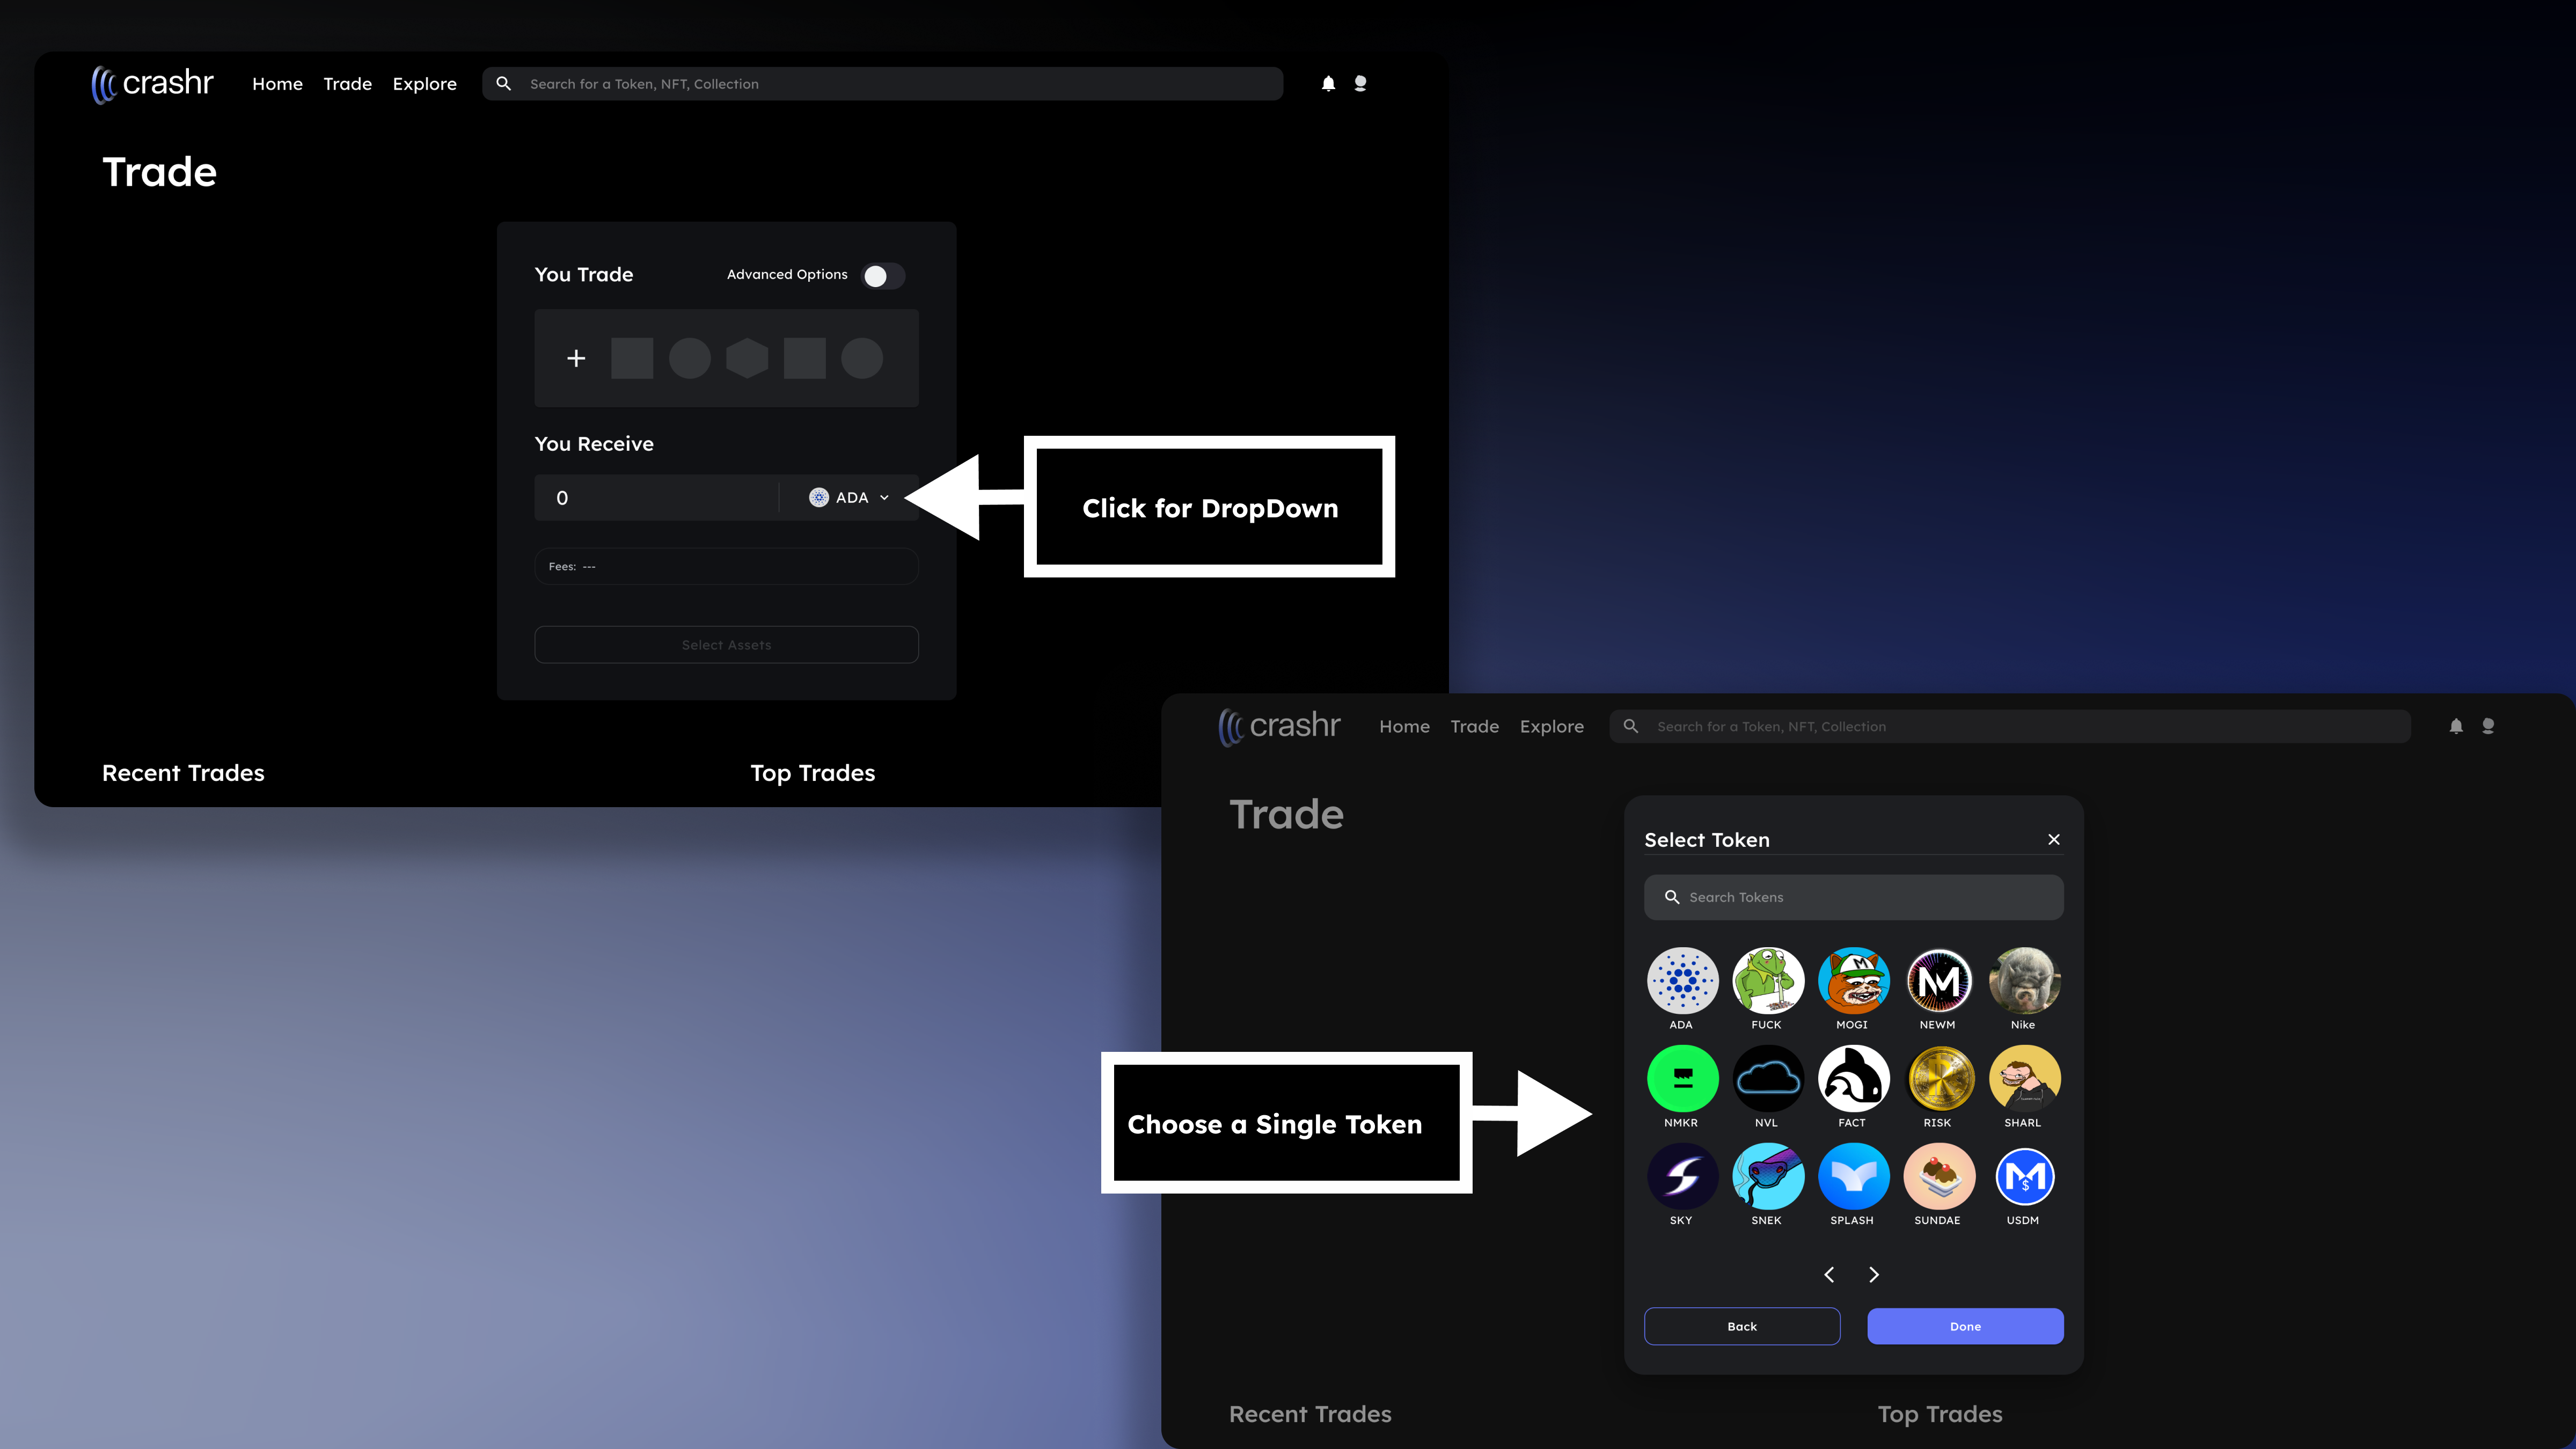 crashr
Home Trade Explore
Search for a Token, NFT, Collection
Trade
You Trade
Advanced Options
You Receive
0
ADA
Fees: ---
Select Assets
Recent Trades
Top Trades
Click for DropDown
crashr
Home Trade Explore
Search for a Token, NFT, Collection
Trade
Select Token
Search Tokens
ADA FUCK MOGI NEWM Nike
NMKR NVL FACT RISK SHARL
SKY SNEK SPLASH SUNDAE USDM
Back Done
Recent Trades
Top Trades
Choose a Single Token